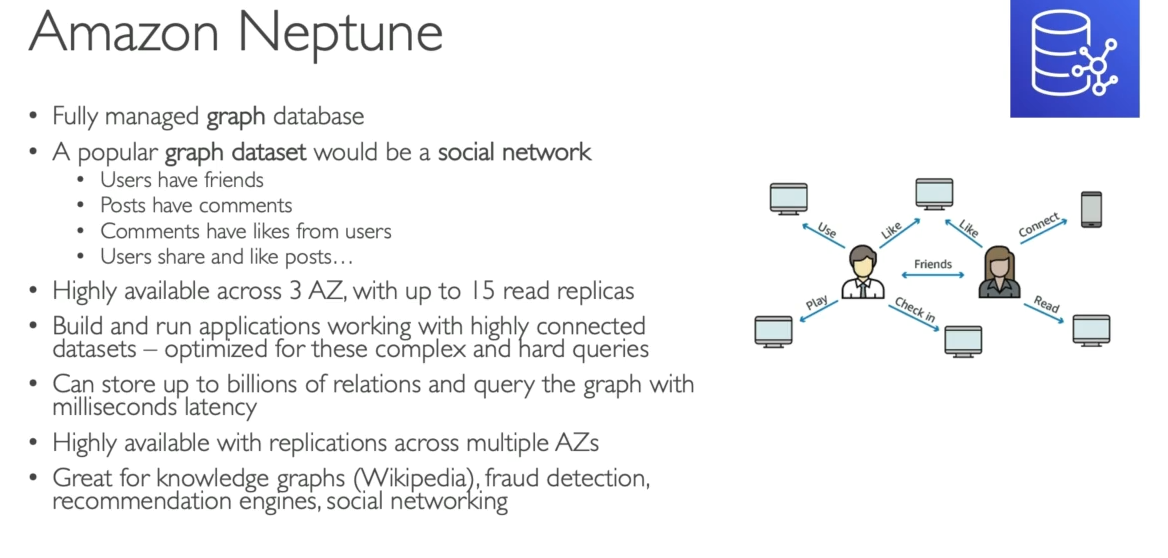 Amazon Neptune
• Fully managed graph database
• A popular graph dataset would be a social network
• Users have friends
• Posts have comments
• Comments have likes from users
• Users share and like posts…
• Highly available across 3 AZ, with up to 15 read replicas
• Build and run applications working with highly connected
datasets – optimized for these complex and hard queries
• Can store up to billions of relations and query the graph with
milliseconds latency
• Highly available with replications across multiple AZs
• Great for knowledge graphs (Wikipedia), fraud detection,
recommendation engines, social networking
Use
Like
Like
Connect
Friends
Play
Check in
Read